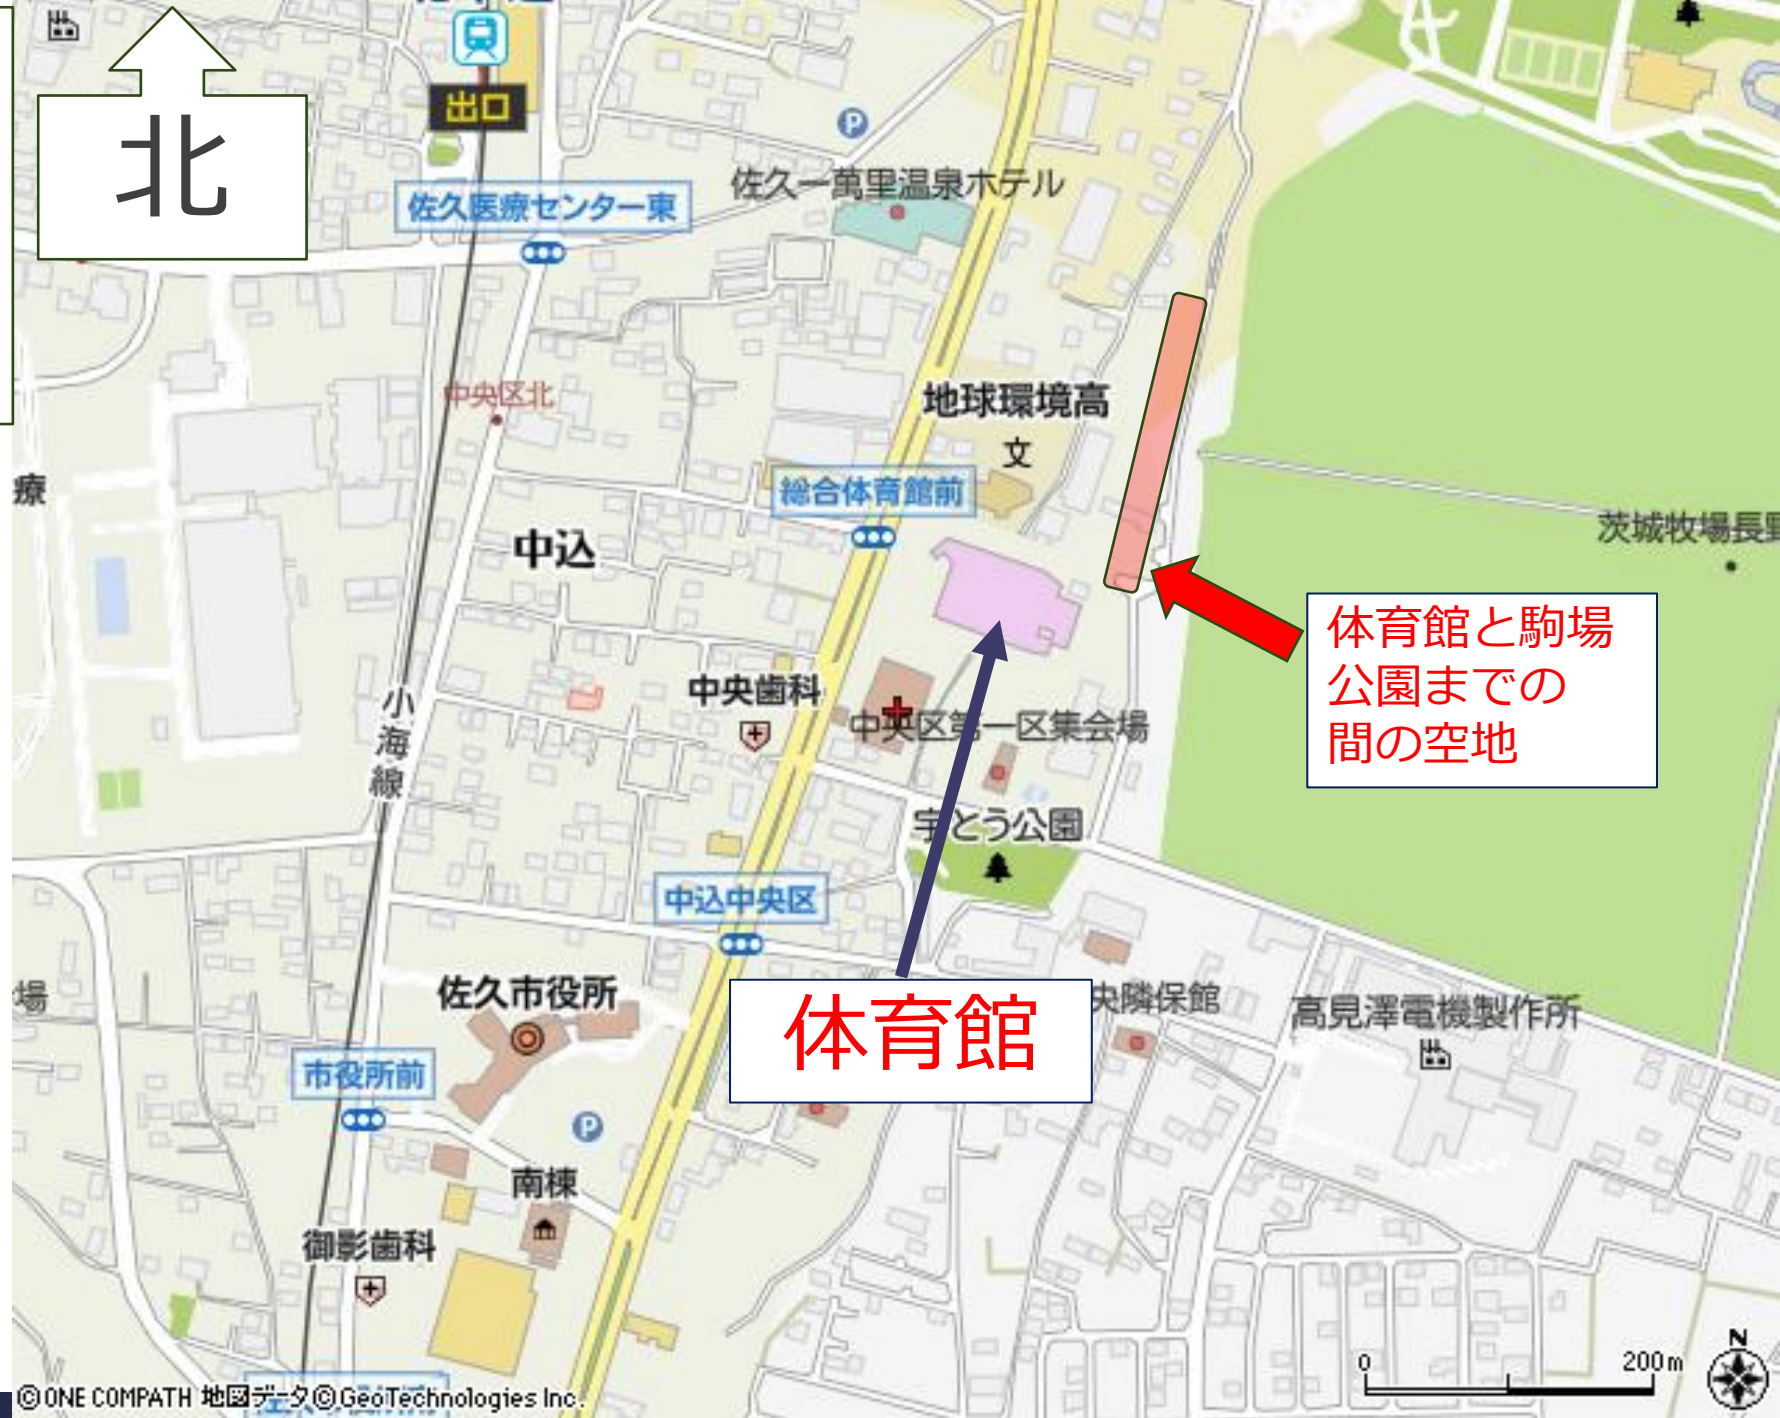 北
出口
佐久医療センター東
佐久一萬里温泉ホテル
中央区北
地球環境高
文
総合体育館前
療
中込
茨城牧場長野
体育館と駒場
公園までの
間の空地
小海線
中央歯科
中央区第一区集会場
宇とう公園
中込中央区
場
佐久市役所
体育館
央隣保館
高見澤電機製作所
市役所前
南棟
御影歯科
N
0 200m
©ONE COMPATH 地図データ©GeoTechnologies Inc.